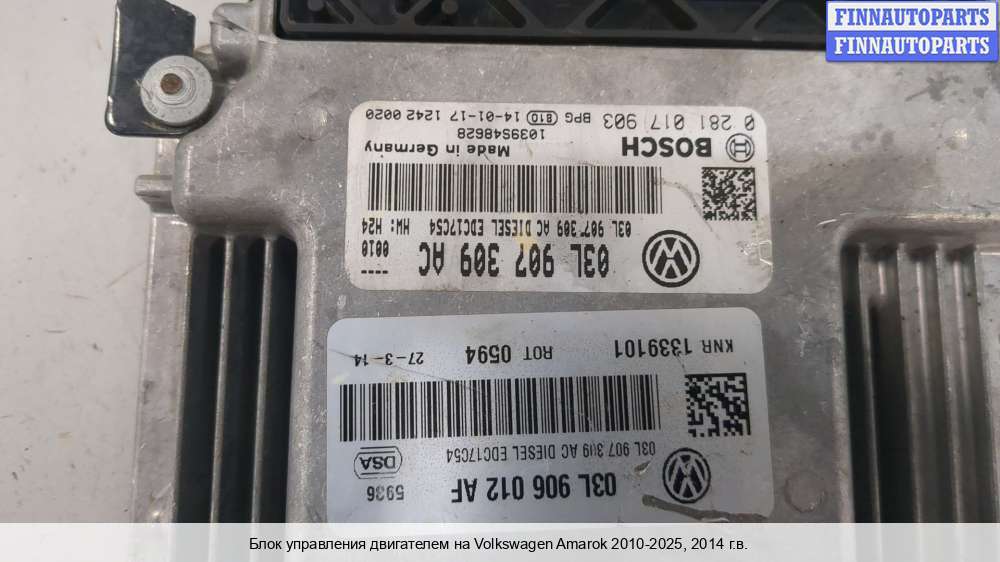 FINNAUTOPARTS
FINNAUTOPARTS
03L 906 012 AF
5936
03L 907 309 AC DIESEL EDC17C54
DSA
KNR 1339101
ROT 0594
27-3-14
03L 907 309 AC
----
0010
03L 907 309 AC DIESEL EDC17C54 HW: H24
BOSCH
Made in Germany
1039S48628
0 281 017 903 BPG 810 14-01-17 1242 0020
Блок управления двигателем на Volkswagen Amarok 2010-2025, 2014 г.в.